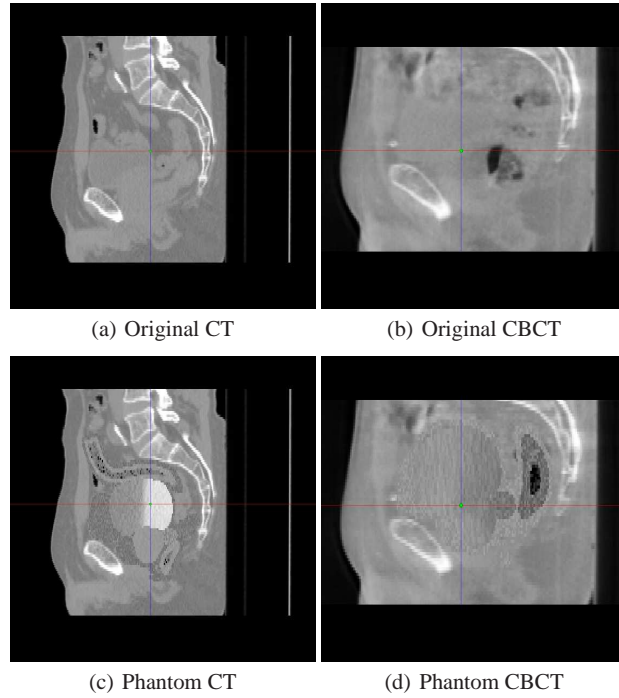 (a) Original CT
(b) Original CBCT
(c) Phantom CT
(d) Phantom CBCT